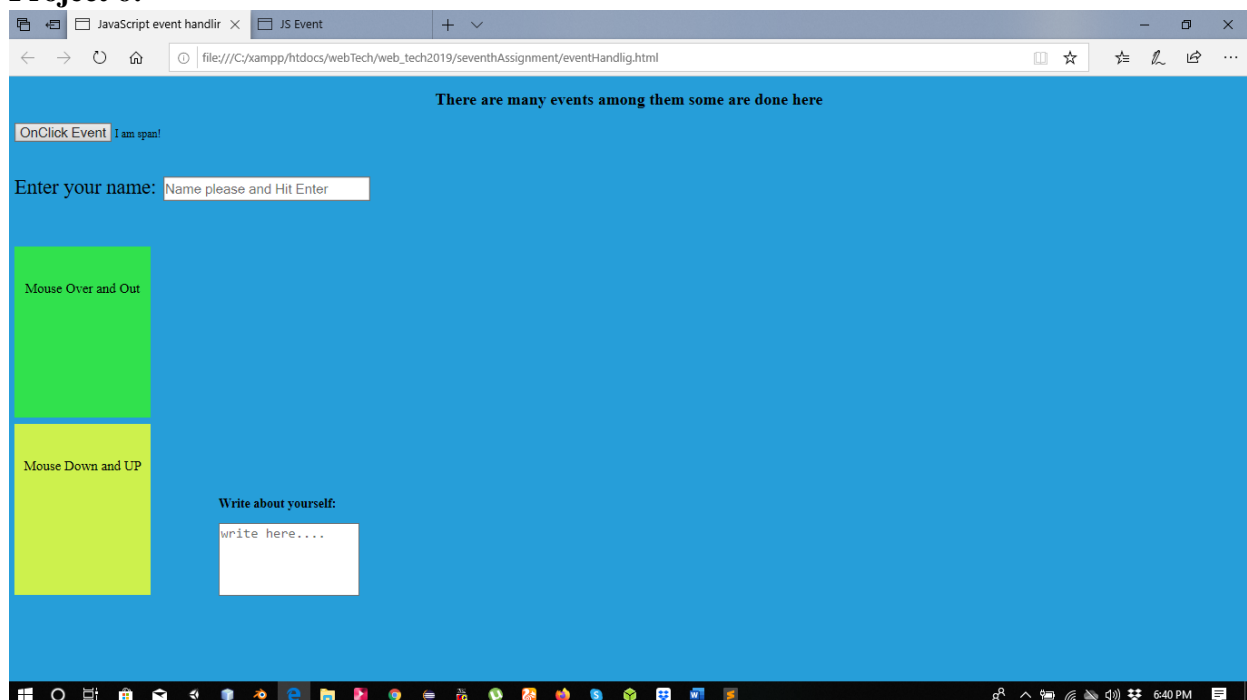 JavaScript event handlir
JS Event
file:///C:/xampp/htdocs/webTech/web_tech2019/seventhAssignment/eventHandlig.html
There are many events among them some are done here
OnClick Event I am span!
Enter your name: Name please and Hit Enter
Mouse Over and Out
Mouse Down and UP
Write about yourself:
write here....
6:40 PM